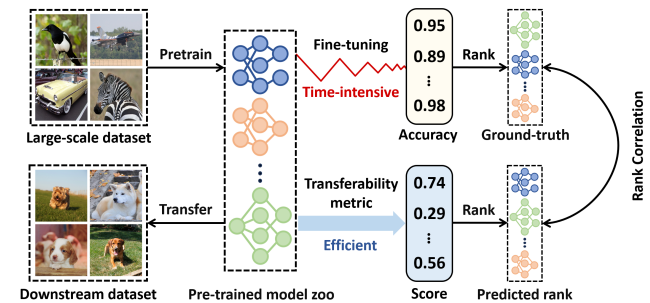 Pretrain
Large-scale dataset
Fine-tuning
Time-intensive
0.95
0.89
0.98
Accuracy
Rank
Ground-truth
Rank Correlation
Transfer
Downstream dataset
Pre-trained model zoo
Transferability
metric
Efficient
0.74
0.29
0.56
Score
Rank
Predicted rank